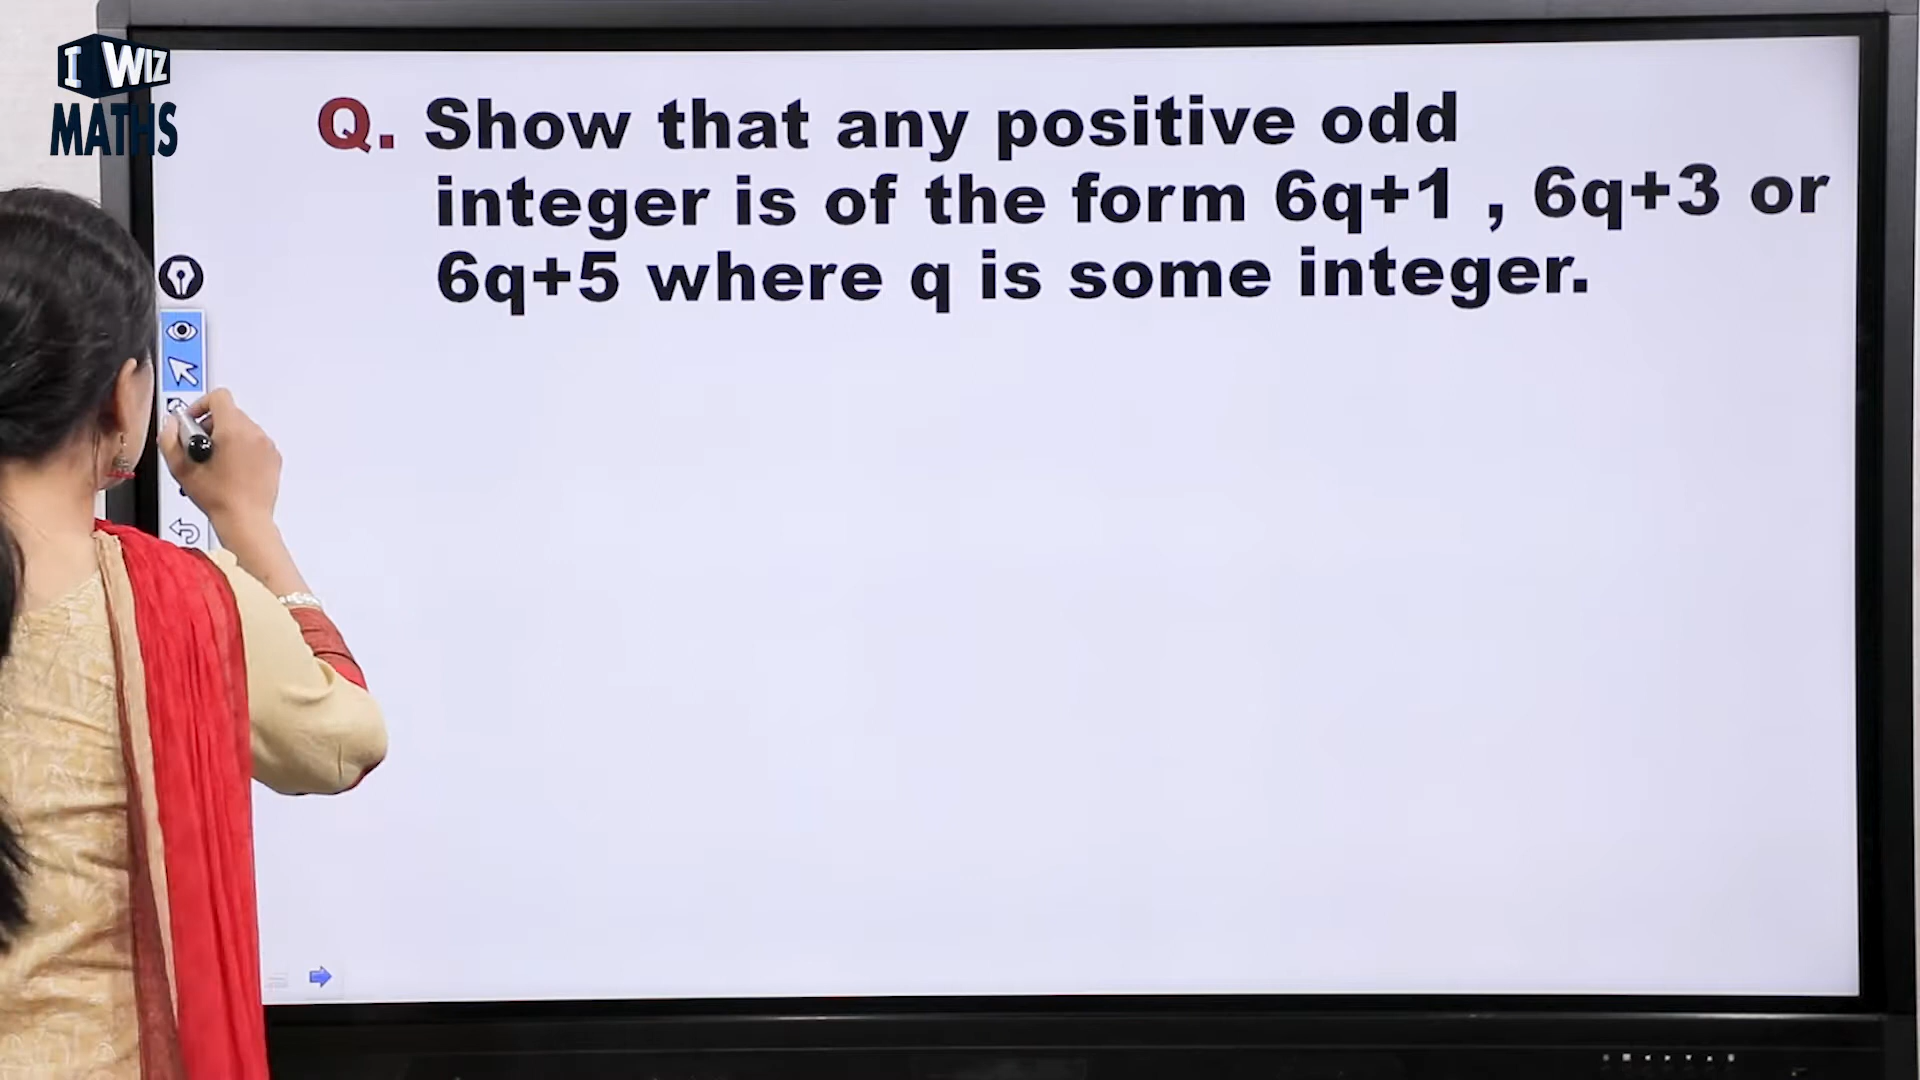 I WIZ
MATHS
Q. Show that any positive odd
integer is of the form 6q+1 , 6q+3 or
6q+5 where q is some integer.